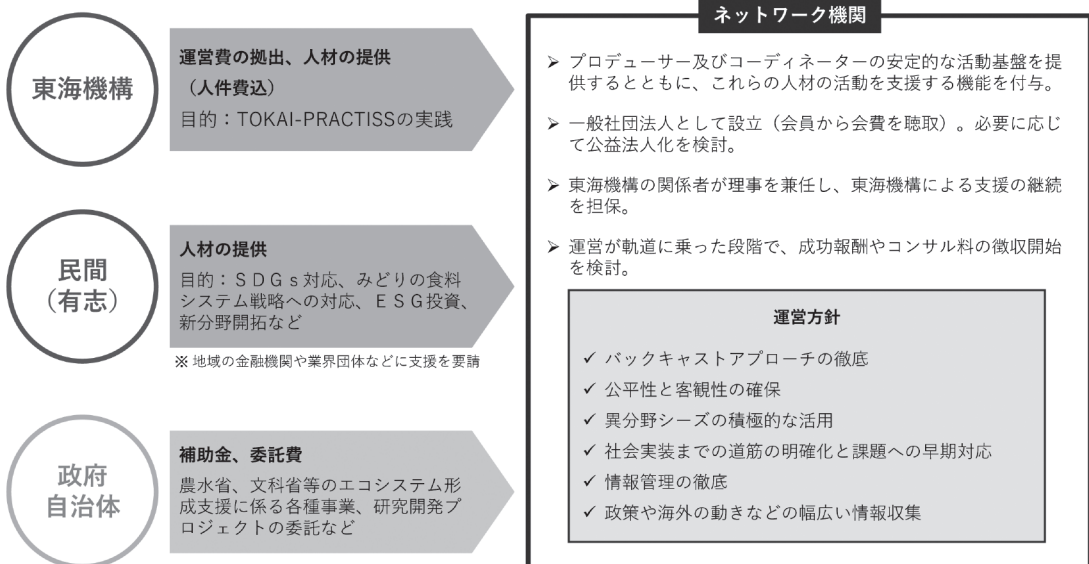 東海機構
運営費の拠出、人材の提供
（人件費込）
目的：TOKAI-PRACTISSの実践
民間
（有志）
人材の提供
目的：ＳＤＧｓ対応、みどりの食料
システム戦略への対応、ＥＳＧ投資、
新分野開拓など
※ 地域の金融機関や業界団体などに支援を要請
政府
自治体
補助金、委託費
農水省、文科省等のエコシステム形
成支援に係る各種事業、研究開発プ
ロジェクトの委託など
ネットワーク機関
➢ プロデューサー及びコーディネーターの安定的な活動基盤を提
供するとともに、これらの人材の活動を支援する機能を付与。
➢ 一般社団法人として設立（会員から会費を聴取）。必要に応じ
て公益法人化を検討。
➢ 東海機構の関係者が理事を兼任し、東海機構による支援の継続
を担保。
➢ 運営が軌道に乗った段階で、成功報酬やコンサル料の徴収開始
を検討。
運営方針
✓ バックキャストアプローチの徹底
✓ 公平性と客観性の確保
✓ 異分野シーズの積極的な活用
✓ 社会実装までの道筋の明確化と課題への早期対応
✓ 情報管理の徹底
✓ 政策や海外の動きなどの幅広い情報収集